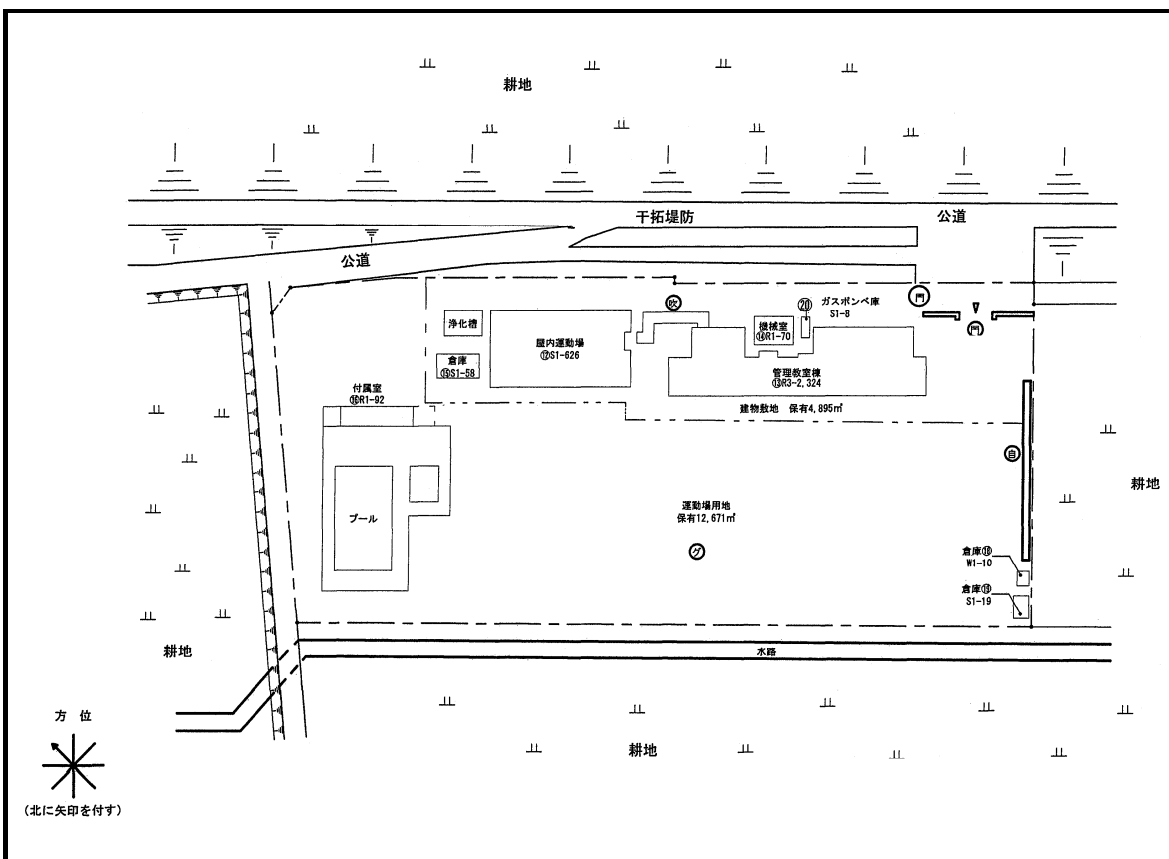 耕地
干拓堤防
公道
公道
門
門
吹
⑳
ガスボンベ庫
S1-8
浄化槽
機械室
R1-70
屋内運動場
S1-626
倉庫
S1-58
管理教室棟
⑬R3-2,324
付属室
⑯R1-92
建物敷地 保有4,895㎡
自
耕地
運動場用地
保有12,671㎡
プール
グ
倉庫⑱
W1-10
倉庫⑲
S1-19
耕地
水路
方 位
耕地
(北に矢印を付す)